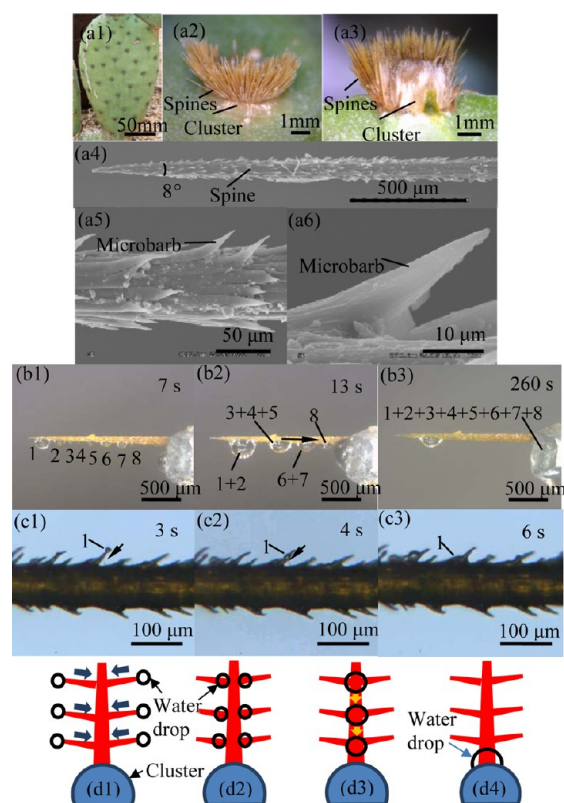 (a1)
50mm
(a2)
Spines
Cluster
1mm
(a3)
Spines
Cluster
1mm
(a4)
8°
Spine
500 μm
(a5)
Microbarb
50 μm
(a6)
Microbarb
10 μm
(b1)
7 s
1 2 3 4 5 6 7 8
500 μm
(b2)
13 s
3+4+5
8
1+2
6+7
500 μm
(b3)
260 s
1+2+3+4+5+6+7+8
500 μm
(c1)
3 s
1
100 μm
(c2)
4 s
1
100 μm
(c3)
6 s
1
100 μm
Water
drop
Cluster
Water
drop
(d1)
(d2)
(d3)
(d4)